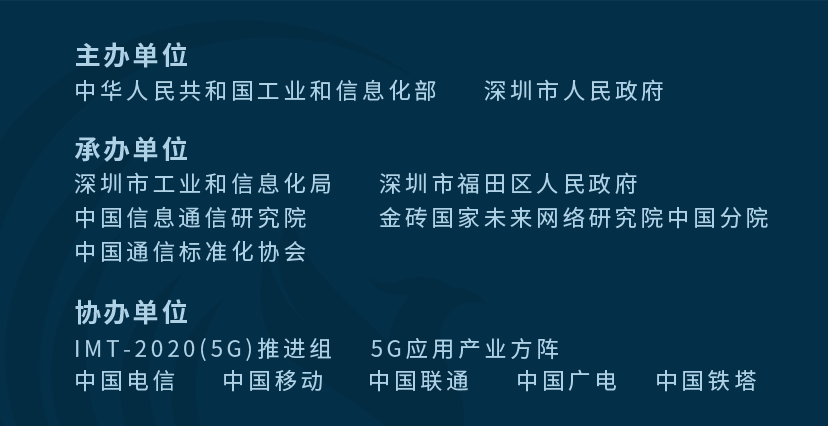 主办单位
中华人民共和国工业和信息化部 深圳市人民政府
承办单位
深圳市工业和信息化局 深圳市福田区人民政府
中国信息通信研究院 金砖国家未来网络研究院中国分院
中国通信标准化协会
协办单位
IMT-2020(5G)推进组 5G应用产业方阵
中国电信 中国移动 中国联通 中国广电 中国铁塔